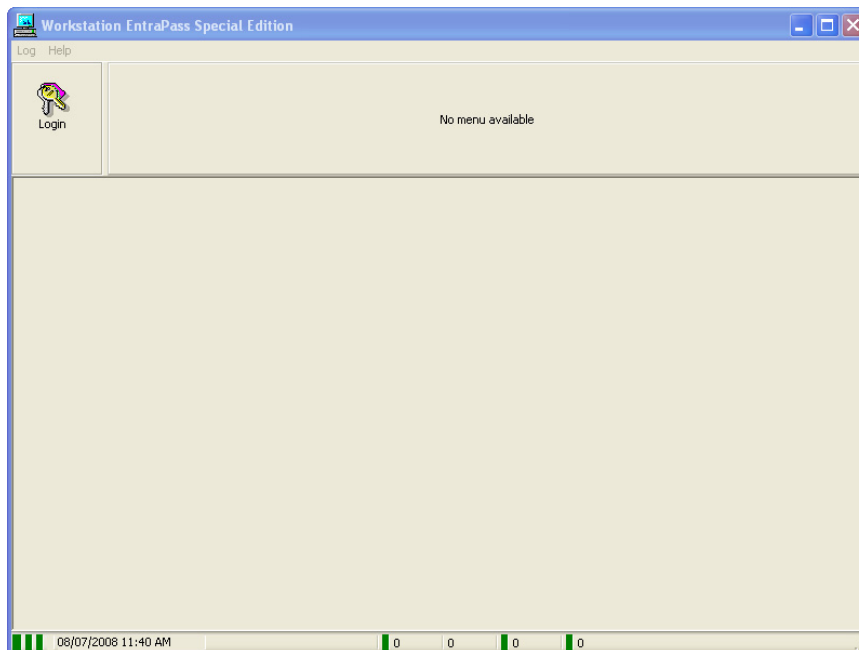 Workstation EntraPass Special Edition
Log Help
Login
No menu available
08/07/2008 11:40 AM 0 0 0 0